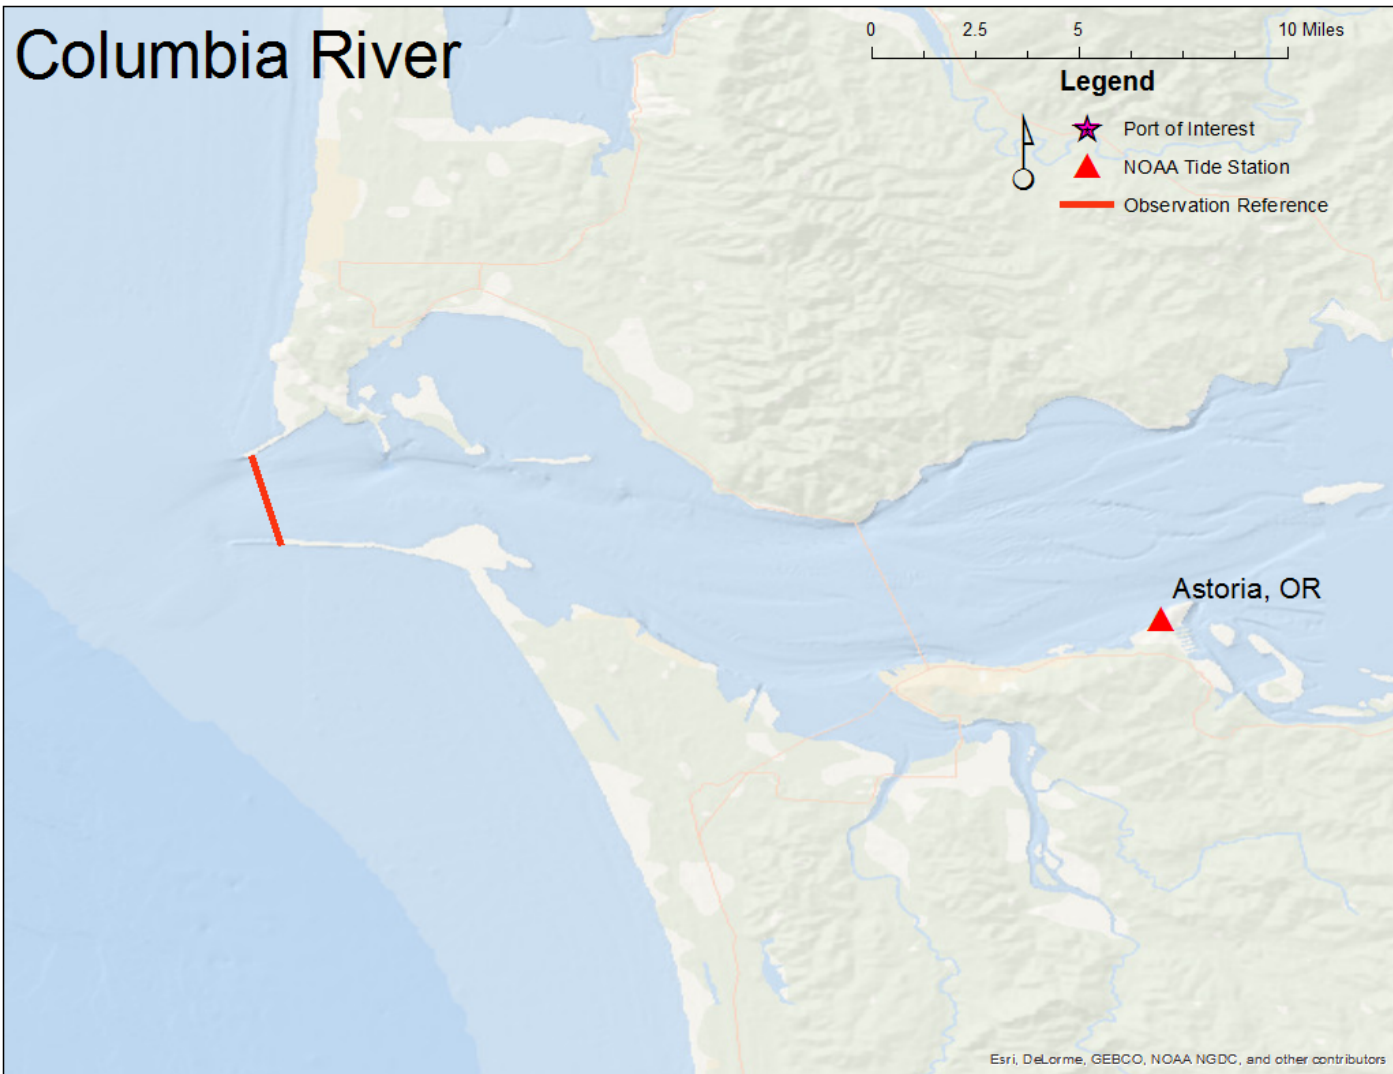 Columbia River
0 2.5 5 10 Miles
Legend
Port of Interest
NOAA Tide Station
Observation Reference
Astoria, OR
Esri, DeLorme, GEBCO, NOAA NGDC, and other contributors